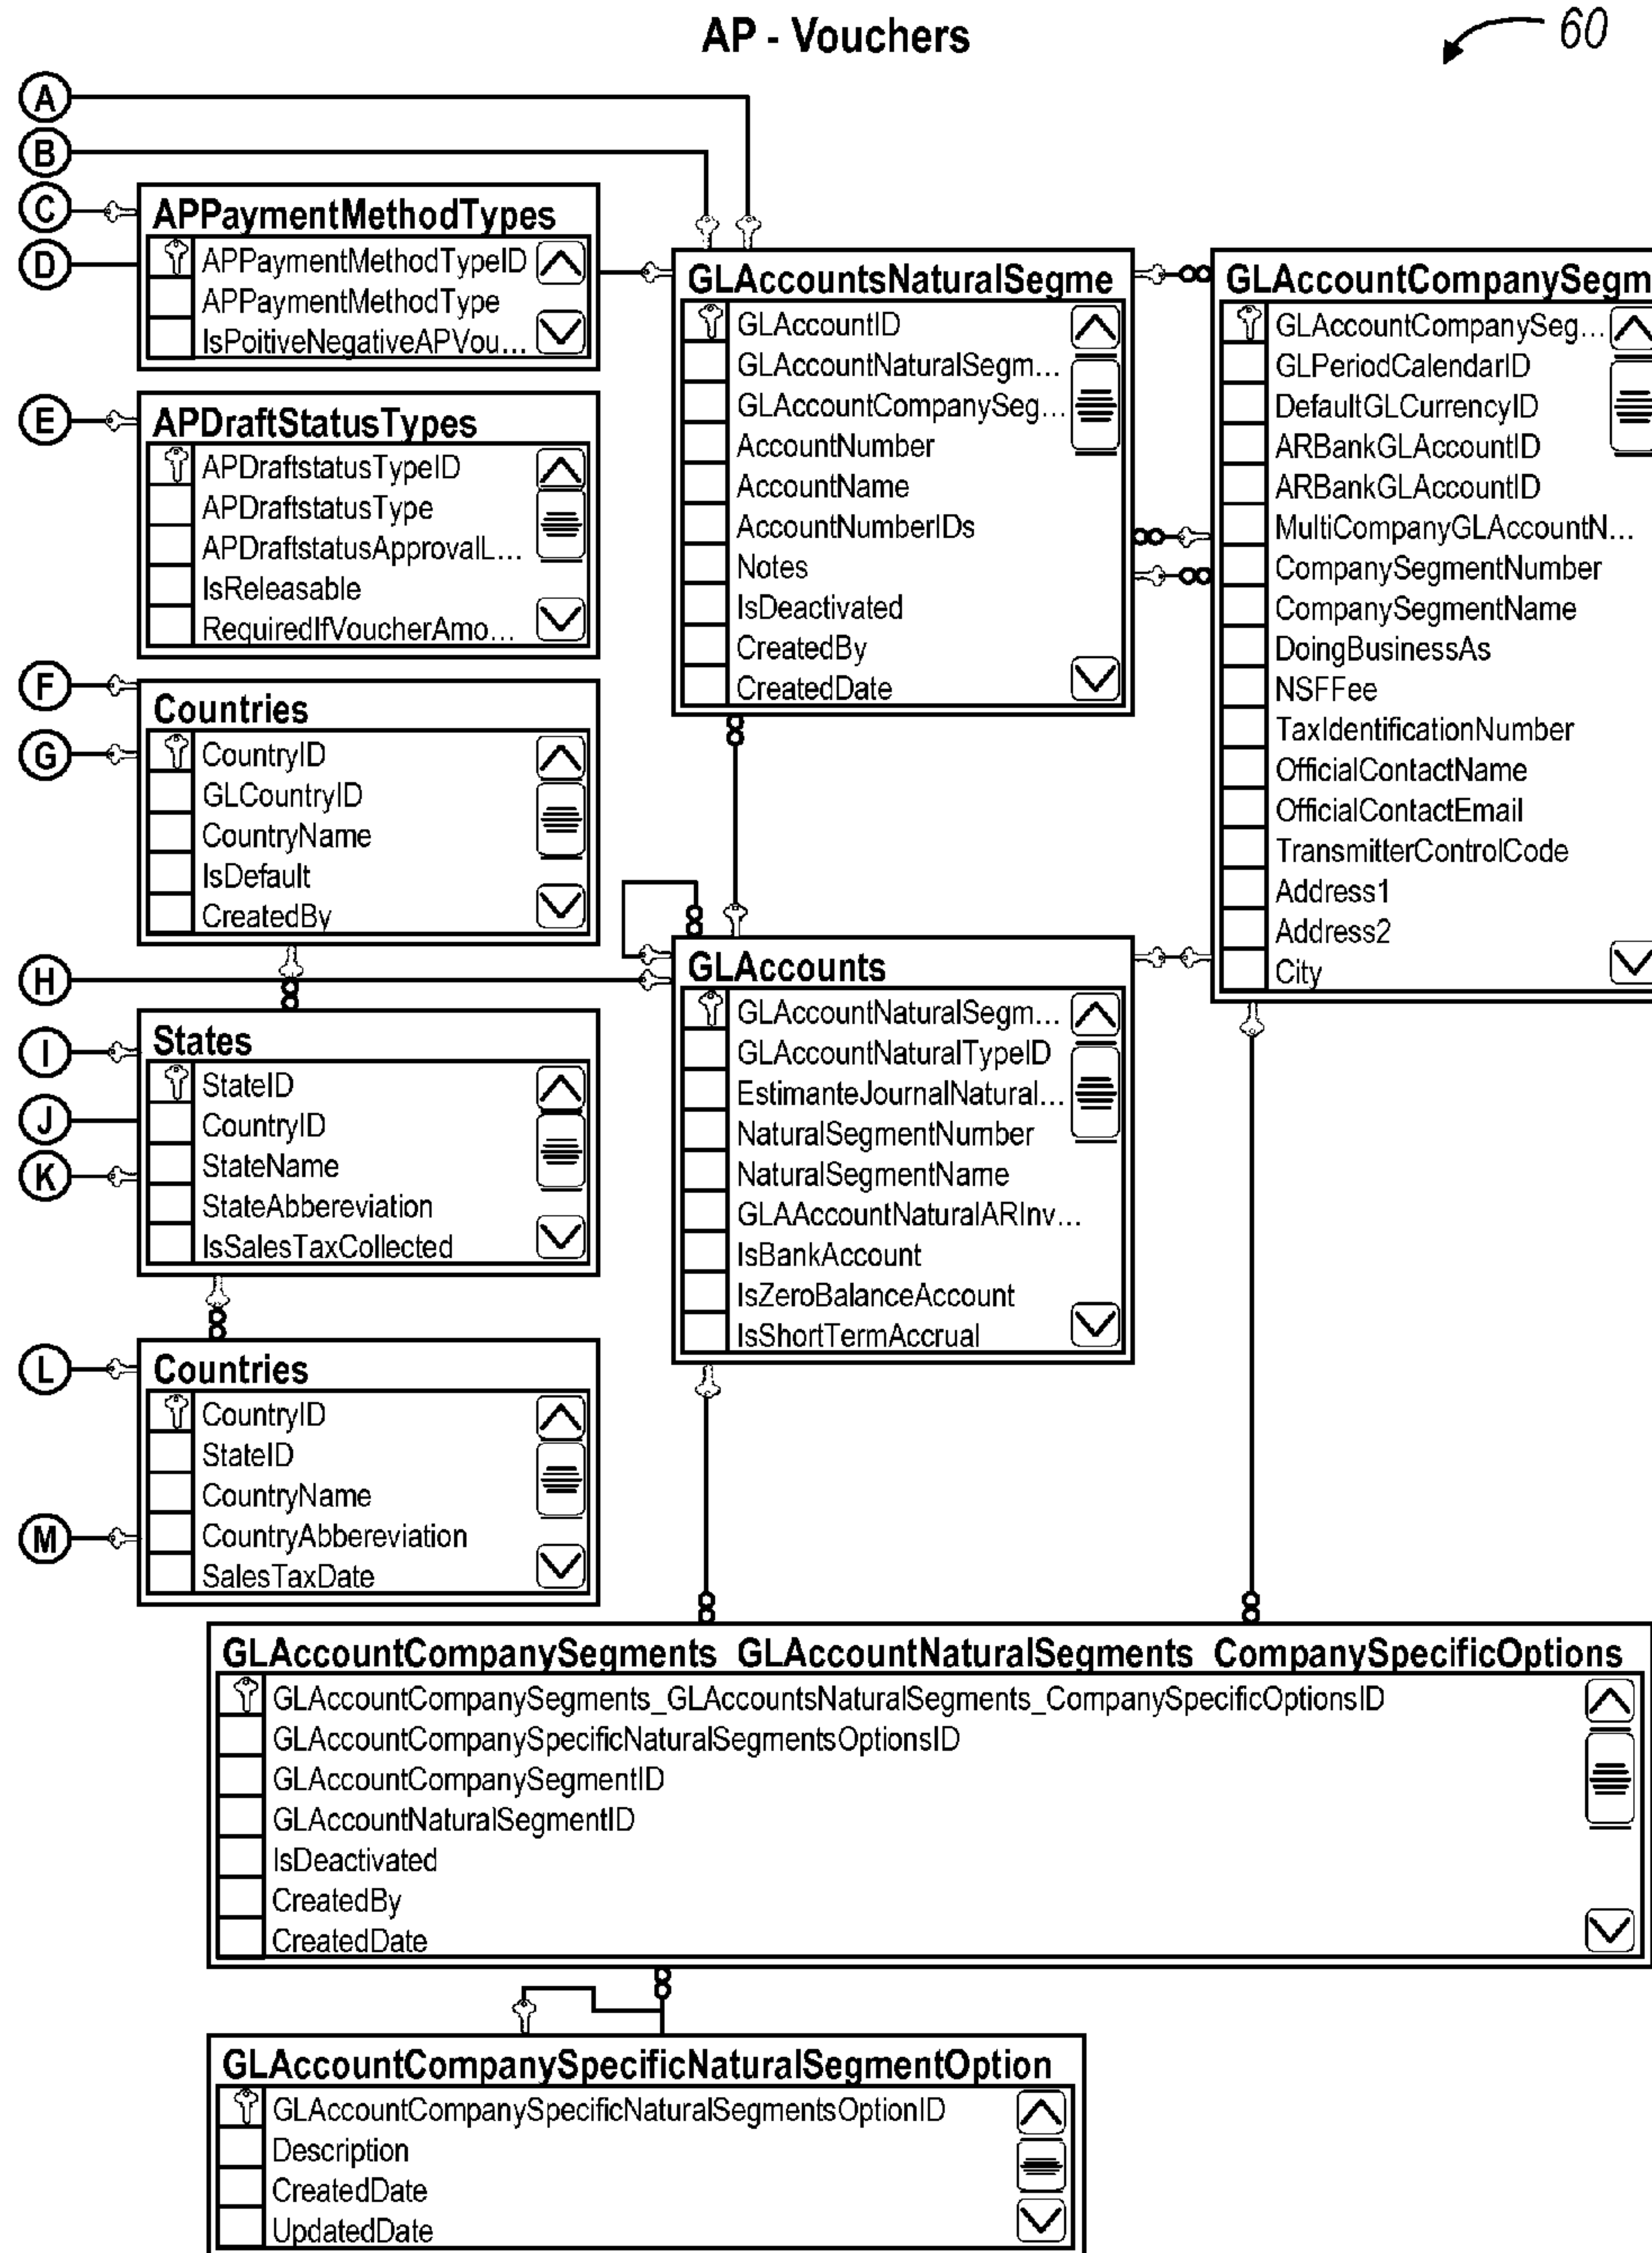 AP - Vouchers
60
A
B
C
D
APPaymentMethodTypes
APPaymentMethodTypeID
APPaymentMethodType
IsPoitiveNegativeAPVou...
E
APDraftStatusTypes
APDraftstatusTypeID
APDraftstatusType
APDraftstatusApprovalL...
IsReleasable
RequiredIfVoucherAmo...
F
G
Countries
CountryID
GLCountryID
CountryName
IsDefault
CreatedBy
H
I
J
K
States
StateID
CountryID
StateName
StateAbbereviation
IsSalesTaxCollected
L
M
Countries
CountryID
StateID
CountryName
CountryAbbereviation
SalesTaxDate
GLAccountsNaturalSegme
GLAccountID
GLAccountNaturalSegm...
GLAccountCompanySeg...
AccountNumber
AccountName
AccountNumberIDs
Notes
IsDeactivated
CreatedBy
CreatedDate
GLAccounts
GLAccountNaturalSegm...
GLAccountNaturalTypeID
EstimanteJournalNatural...
NaturalSegmentNumber
NaturalSegmentName
GLAAccountNaturalARInv...
IsBankAccount
IsZeroBalanceAccount
IsShortTermAccrual
GLAccountCompanySegm
GLAccountCompanySeg...
GLPeriodCalendarID
DefaultGLCurrencyID
ARBankGLAccountID
ARBankGLAccountID
MultiCompanyGLAccountN...
CompanySegmentNumber
CompanySegmentName
DoingBusinessAs
NSFFee
TaxIdentificationNumber
OfficialContactName
OfficialContactEmail
TransmitterControlCode
Address1
Address2
City
GLAccountCompanySegments_GLAccountNaturalSegments_CompanySpecificOptions
GLAccountCompanySegments_GLAccountsNaturalSegments_CompanySpecificOptionsID
GLAccountCompanySpecificNaturalSegmentsOptionsID
GLAccountCompanySegmentID
GLAccountNaturalSegmentID
IsDeactivated
CreatedBy
CreatedDate
GLAccountCompanySpecificNaturalSegmentOption
GLAccountCompanySpecificNaturalSegmentsOptionID
Description
CreatedDate
UpdatedDate